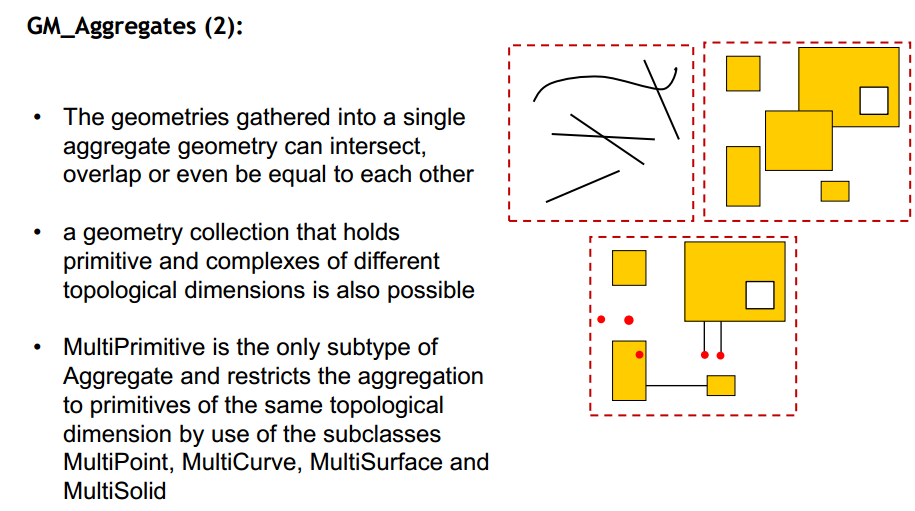 GM_Aggregates (2):
• The geometries gathered into a single
aggregate geometry can intersect,
overlap or even be equal to each other
• a geometry collection that holds
primitive and complexes of different
topological dimensions is also possible
• MultiPrimitive is the only subtype of
Aggregate and restricts the aggregation
to primitives of the same topological
dimension by use of the subclasses
MultiPoint, MultiCurve, MultiSurface and
MultiSolid